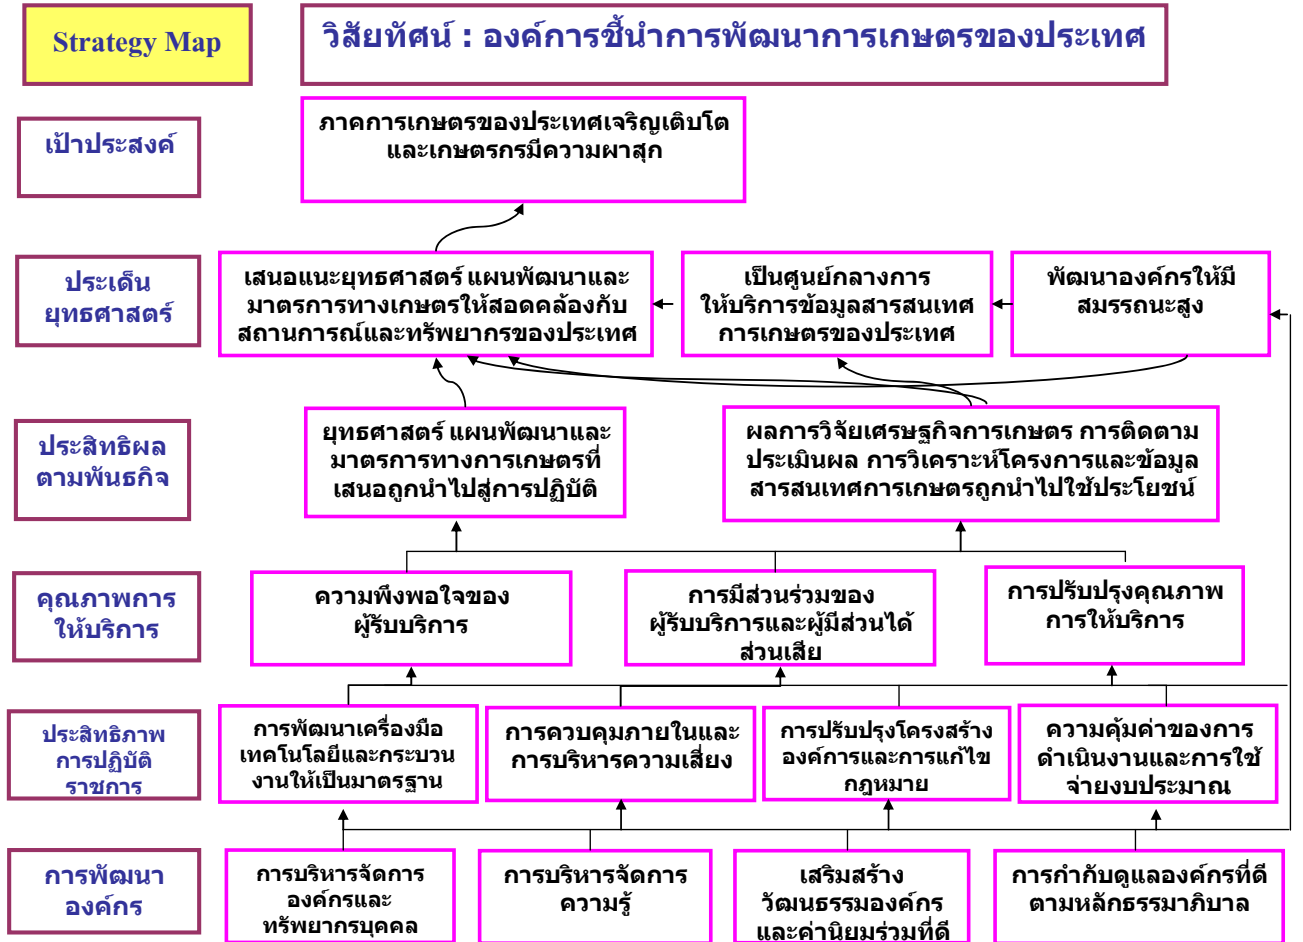 Strategy Map
วิสัยทัศน์ : องค์การชี้นำการพัฒนาการเกษตรของประเทศ
เป้าประสงค์
ภาคการเกษตรของประเทศเจริญเติบโต
และเกษตรกรมีความผาสุก
ประเด็น
ยุทธศาสตร์
เสนอแนะยุทธศาสตร์ แผนพัฒนาและ
มาตรการทางเกษตรให้สอดคล้องกับ
สถานการณ์และทรัพยากรของประเทศ
เป็นศูนย์กลางการ
ให้บริการข้อมูลสารสนเทศ
การเกษตรของประเทศ
พัฒนาองค์กรให้มี
สมรรถนะสูง
ประสิทธิผล
ตามพันธกิจ
ยุทธศาสตร์ แผนพัฒนาและ
มาตรการทางการเกษตรที่
เสนอถูกนำไปสู่การปฏิบัติ
ผลการวิจัยเศรษฐกิจการเกษตร การติดตาม
ประเมินผล การวิเคราะห์โครงการและข้อมูล
สารสนเทศการเกษตรถูกนำไปใช้ประโยชน์
คุณภาพการ
ให้บริการ
ความพึงพอใจของ
ผู้รับบริการ
การมีส่วนร่วมของ
ผู้รับบริการและผู้มีส่วนได้
ส่วนเสีย
การปรับปรุงคุณภาพ
การให้บริการ
ประสิทธิภาพ
การปฏิบัติ
ราชการ
การพัฒนาเครื่องมือ
เทคโนโลยีและกระบวน
งานให้เป็นมาตรฐาน
การควบคุมภายในและ
การบริหารความเสี่ยง
การปรับปรุงโครงสร้าง
องค์การและการแก้ไข
กฎหมาย
ความคุ้มค่าของการ
ดำเนินงานและการใช้
จ่ายงบประมาณ
การพัฒนา
องค์กร
การบริหารจัดการ
องค์กรและ
ทรัพยากรบุคคล
การบริหารจัดการ
ความรู้
เสริมสร้าง
วัฒนธรรมองค์กร
และค่านิยมร่วมที่ดี
การกำกับดูแลองค์กรที่ดี
ตามหลักธรรมาภิบาล